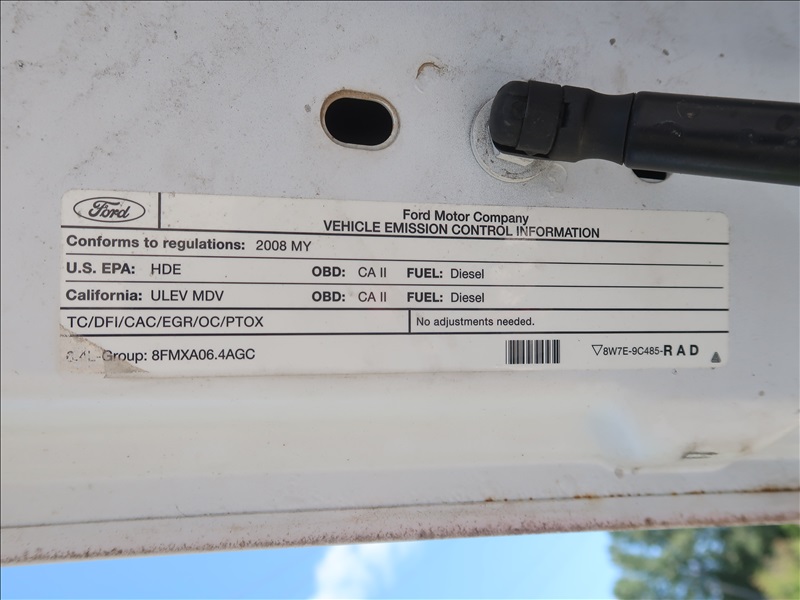 Ford
Ford Motor Company
VEHICLE EMISSION CONTROL INFORMATION
Conforms to regulations: 2008 MY
U.S. EPA: HDE OBD: CA II FUEL: Diesel
California: ULEV MDV OBD: CA II FUEL: Diesel
TC/DFI/CAC/EGR/OC/PTOX No adjustments needed.
6.4L-Group: 8FMXA06.4AGC 8W7E-9C485-RAD